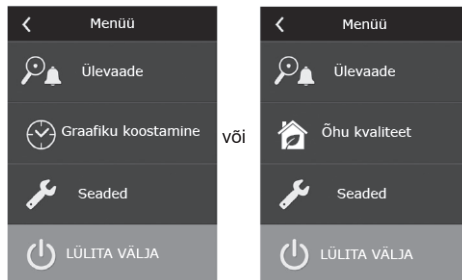 Menüü
Ülevaade
Graafiku koostamine
Seaded
LÜLITA VÄLJA
või
Menüü
Ülevaade
Õhu kvaliteet
Seaded
LÜLITA VÄLJA